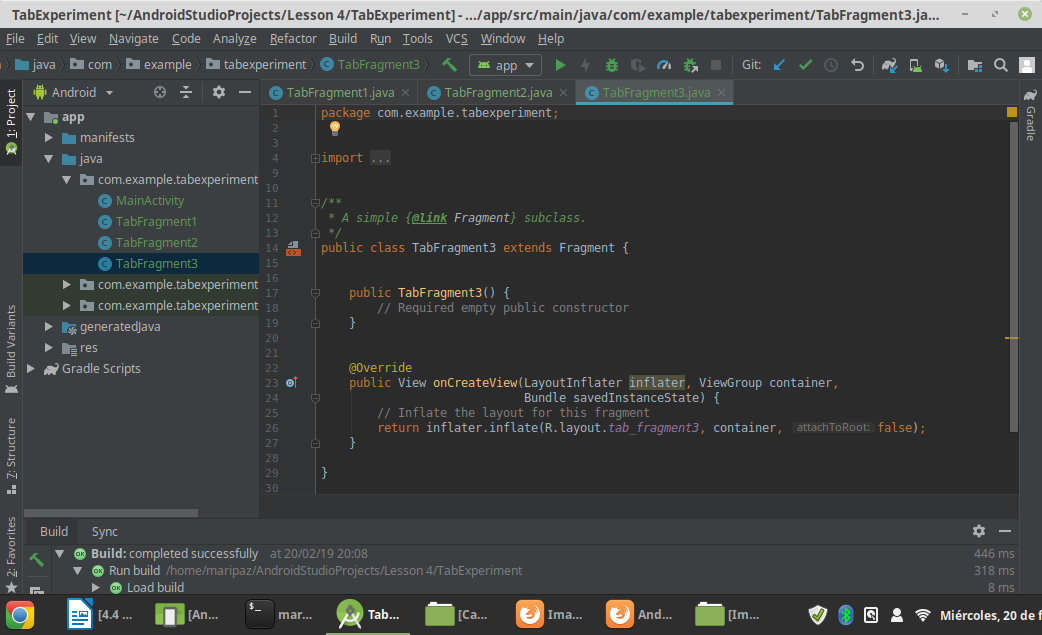 TabExperiment [~/AndroidStudioProjects/Lesson 4/TabExperiment] - .../app/src/main/java/com/example/tabexperiment/TabFragment3.ja...
File Edit View Navigate Code Analyze Refactor Build Run Tools VCS Window Help
java com example tabexperiment TabFragment3 app Git:
1: Project
Android
TabFragment1.java TabFragment2.java TabFragment3.java
Gradle
app
manifests
java
com.example.tabexperiment
MainActivity
TabFragment1
TabFragment2
TabFragment3
com.example.tabexperiment
com.example.tabexperiment
generatedJava
res
Gradle Scripts
Build Variants
7: Structure
2: Favorites
1 package com.example.tabexperiment;
2
3
4 import ...
9
10
11 /**
12 * A simple {@link Fragment} subclass.
13 */
14 public class TabFragment3 extends Fragment {
15
16
17 public TabFragment3() {
18 // Required empty public constructor
19 }
20
21
22 @Override
23 public View onCreateView(LayoutInflater inflater, ViewGroup container,
24 Bundle savedInstanceState) {
25 // Inflate the layout for this fragment
26 return inflater.inflate(R.layout.tab_fragment3, container, attachToRoot: false);
27 }
28
29 }
30
Build Sync
OK Build: completed successfully at 20/02/19 20:08 446 ms
OK Run build /home/maripaz/AndroidStudioProjects/Lesson 4/TabExperiment 318 ms
OK Load build 8 ms
[4.4 ... [An... mar... Tab... [Ca... Ima... And... [Im... Miércoles, 20 de f